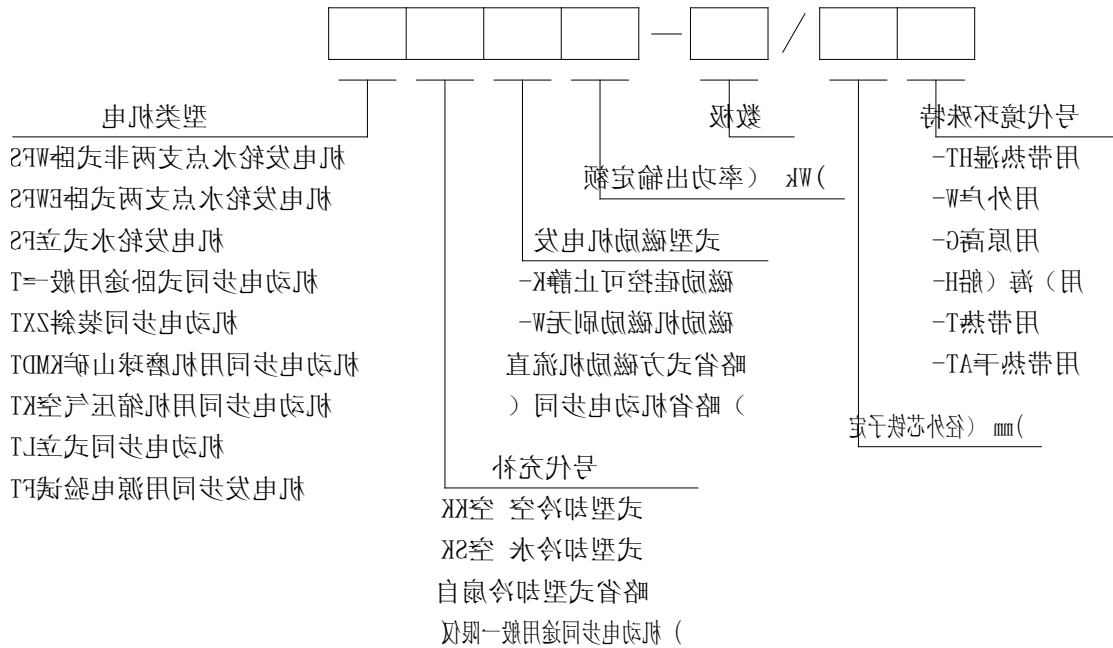 电机类型
SFW卧式非两支点水轮发电机
SFWE卧式两支点水轮发电机
SF立式水轮发电机
T-一般用途卧式同步电动机
TXZ斜装同步电动机
TDMK矿山球磨机用同步电动机
TK空气压缩机用同步电动机
TL立式同步电动机
TF试验电源用同步发电机
补充代号
KK空 空冷却型式
KS空 水冷却型式
自扇冷却型式省略
(仅限一般用途同步电动机)
发电机励磁型式
K-静止可控硅励磁
W-无刷励磁机励磁
直流励磁机方式省略
(同步电动机省略)
额定输出功率(kW)
极数
定子铁芯外径(mm)
特殊环境代号
TH-湿热带用
W-户外用
G-高原用
H-船(海)用
T-热带用
TA-干热带用